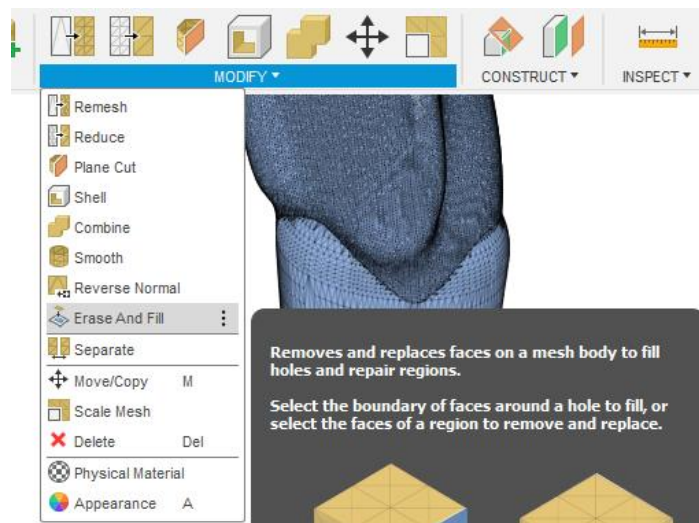 MODIFY ▾
CONSTRUCT ▾
INSPECT ▾
Remesh
Reduce
Plane Cut
Shell
Combine
Smooth
Reverse Normal
Erase And Fill
Separate
Move/Copy M
Scale Mesh
Delete Del
Physical Material
Appearance A
Removes and replaces faces on a mesh body to fill
holes and repair regions.
Select the boundary of faces around a hole to fill, or
select the faces of a region to remove and replace.